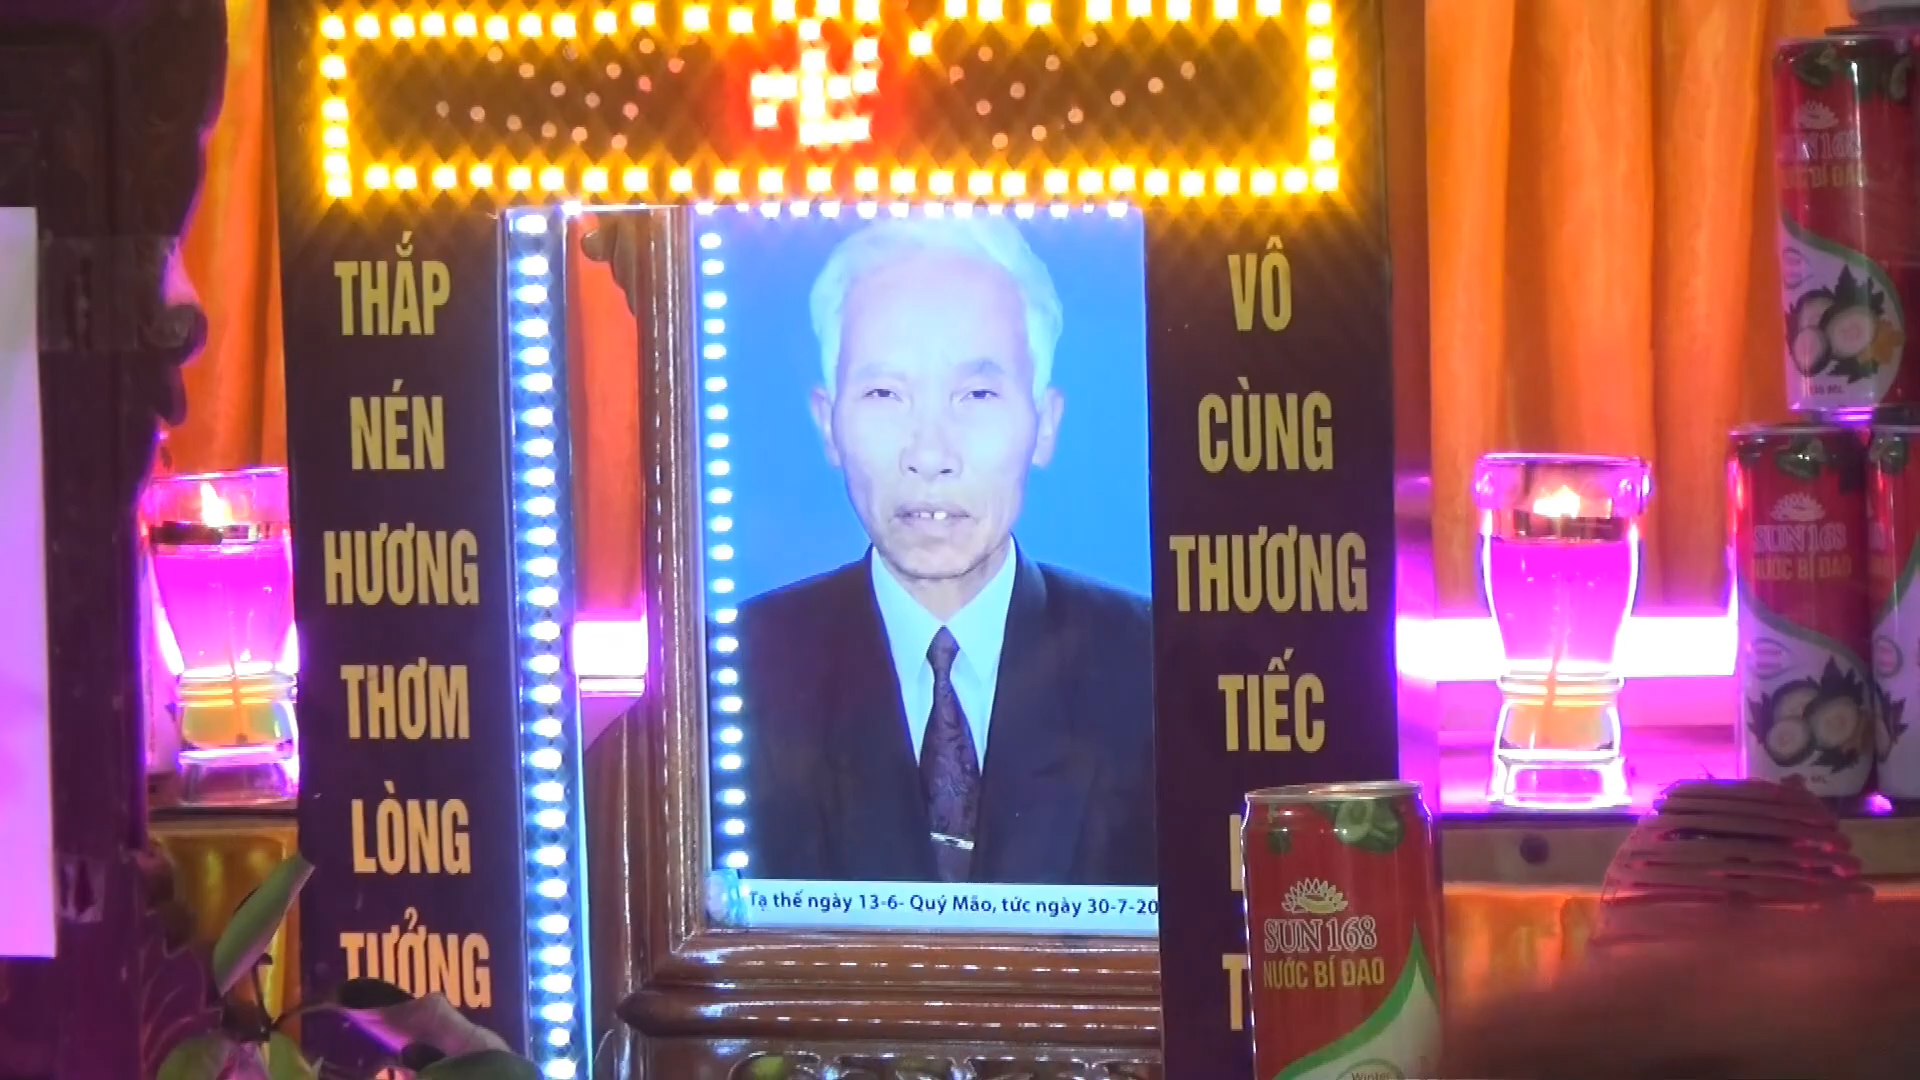 THẮP
NÉN
HƯƠNG
THƠM
LÒNG
TƯỞNG
VÔ
CÙNG
THƯƠNG
TIẾC
Tạ thế ngày 13-6- Quý Mão, tức ngày 30-7-20
SUN 168
NƯỚC BÍ ĐAO
Winter
SUN 168
NƯỚC BÍ ĐAO
SUN 168
NƯỚC BÍ ĐAO